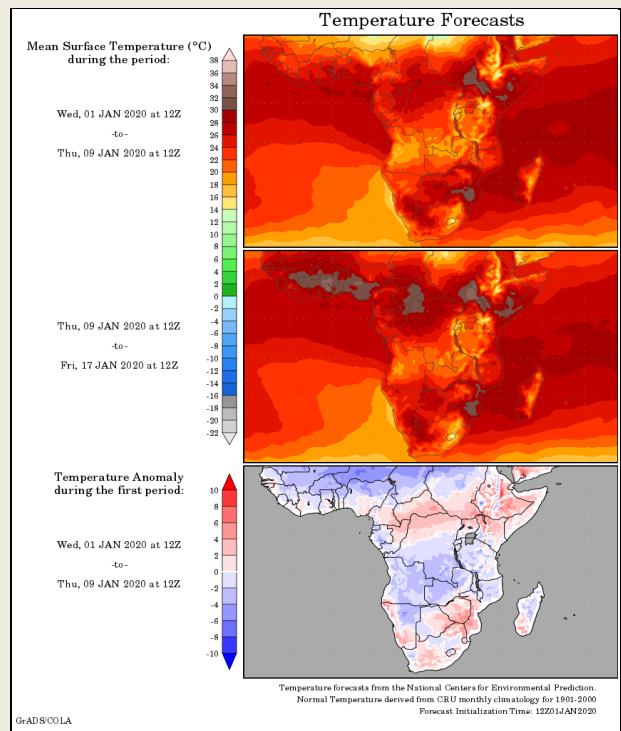 Temperature Forecasts
Mean Surface Temperature (°C)
during the period:
Wed, 01 JAN 2020 at 12Z
-to-
Thu, 09 JAN 2020 at 12Z
38
36
34
32
30
28
26
24
22
20
18
16
14
12
10
8
6
4
2
0
-2
-4
-6
-8
-10
-12
-14
-16
-18
-20
-22
Thu, 09 JAN 2020 at 12Z
-to-
Fri, 17 JAN 2020 at 12Z
Temperature Anomaly
during the first period:
Wed, 01 JAN 2020 at 12Z
-to-
Thu, 09 JAN 2020 at 12Z
10
8
6
4
2
0
-2
-4
-6
-8
-10
Temperature forecasts from the National Centers for Environmental Prediction.
Normal Temperature derived from CRU monthly climatology for 1901-2000
Forecast Initialization Time: 12Z01JAN2020
GrADS/COLA